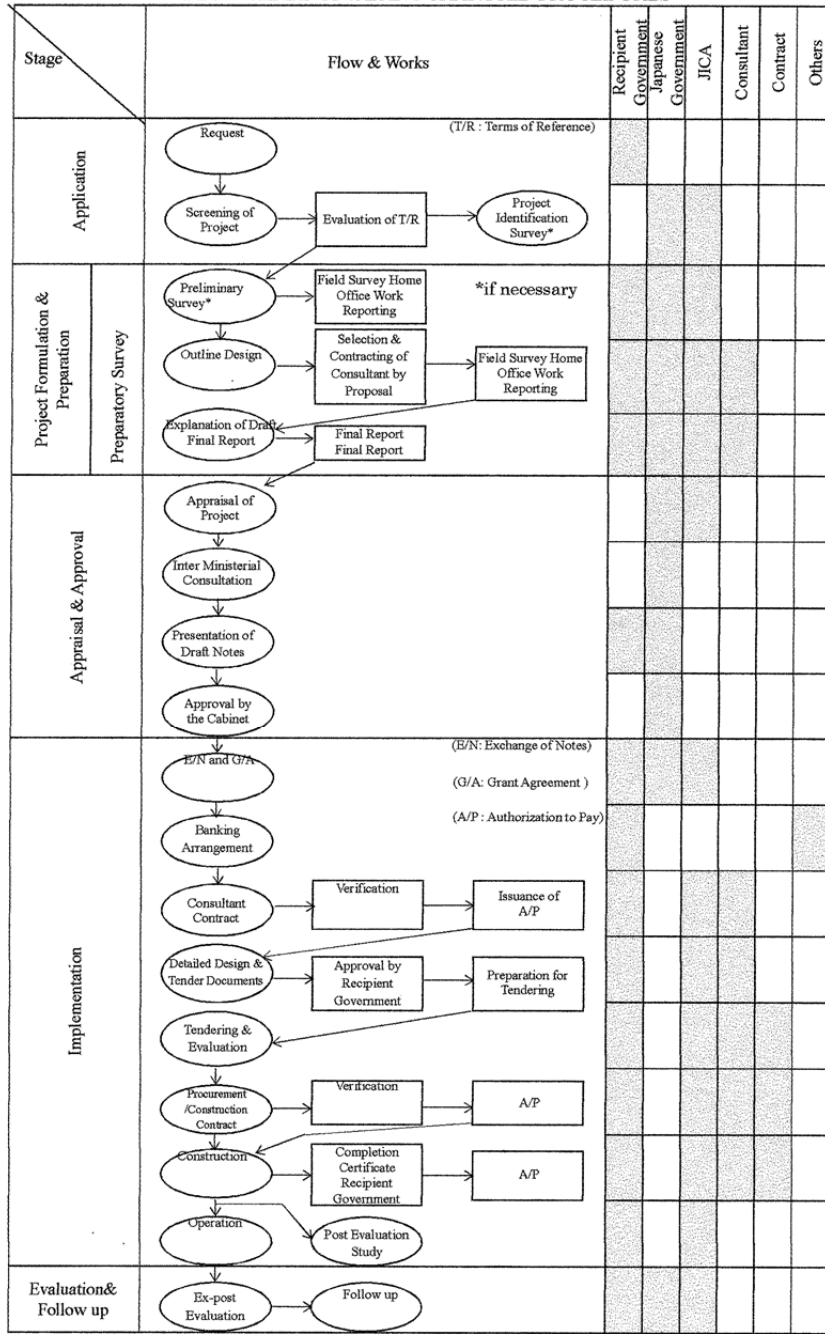 Stage
Flow & Works
Recipient
Government
Japanese
Government
JICA
Consultant
Contract
Others
Application
Request
(T/R : Terms of Reference)
Screening of
Project
Evaluation of T/R
Project
Identification
Survey*
Project Formulation &
Preparation
Preparatory Survey
Preliminary
Survey*
Field Survey Home
Office Work
Reporting
*if necessary
Outline Design
Selection &
Contracting of
Consultant by
Proposal
Field Survey Home
Office Work
Reporting
Explanation of Draft
Final Report
Final Report
Final Report
Appraisal & Approval
Appraisal of
Project
Inter Ministerial
Consultation
Presentation of
Draft Notes
Approval by
the Cabinet
Implementation
E/N and G/A
(E/N: Exchange of Notes)
(G/A: Grant Agreement )
(A/P : Authorization to Pay)
Banking
Arrangement
Consultant
Contract
Verification
Issuance of
A/P
Detailed Design &
Tender Documents
Approval by
Recipient
Government
Preparation for
Tendering
Tendering &
Evaluation
Procurement
/Construction
Contract
Verification
A/P
Construction
Completion
Certificate
Recipient
Government
A/P
Operation
Post Evaluation
Study
Evaluation&
Follow up
Ex-post
Evaluation
Follow up